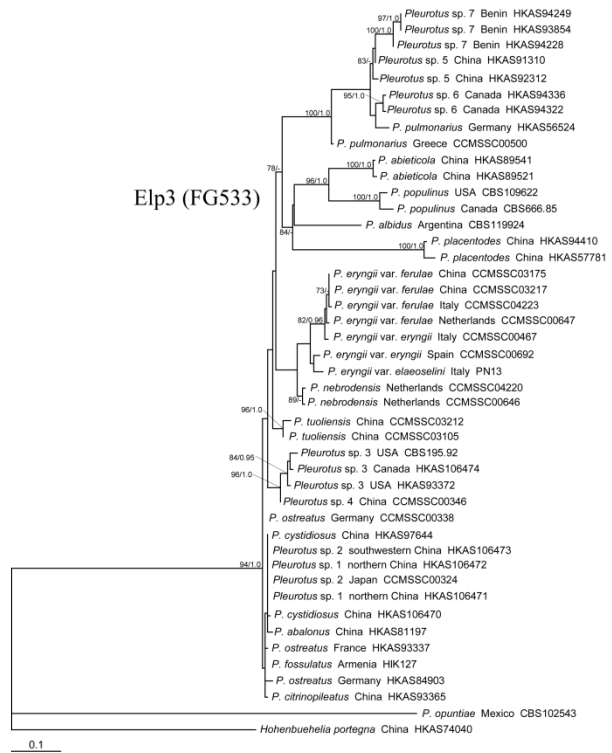 97/1.0
Pleurotus sp. 7 Benin HKAS94249
Pleurotus sp. 7 Benin HKAS93854
100/1.0
Pleurotus sp. 7 Benin HKAS94228
83/-
Pleurotus sp. 5 China HKAS91310
Pleurotus sp. 5 China HKAS92312
95/1.0
Pleurotus sp. 6 Canada HKAS94336
Pleurotus sp. 6 Canada HKAS94322
100/1.0
P. pulmonarius Germany HKAS56524
P. pulmonarius Greece CCMSSC00500
78/-
100/1.0
P. abieticola China HKAS89541
96/1.0
P. abieticola China HKAS89521
Elp3 (FG533)
100/1.0
P. populinus USA CBS109622
P. populinus Canada CBS666.85
84/-
P. albidus Argentina CBS119924
100/1.0
P. placentodes China HKAS94410
P. placentodes China HKAS57781
P. eryngii var. ferulae China CCMSSC03175
73/-
P. eryngii var. ferulae China CCMSSC03217
P. eryngii var. ferulae Italy CCMSSC04223
82/0.96
P. eryngii var. ferulae Netherlands CCMSSC00647
P. eryngii var. eryngii Italy CCMSSC00467
P. eryngii var. eryngii Spain CCMSSC00692
P. eryngii var. elaeoselini Italy PN13
P. nebrodensis Netherlands CCMSSC04220
89/-
P. nebrodensis Netherlands CCMSSC00646
96/1.0
P. tuoliensis China CCMSSC03212
P. tuoliensis China CCMSSC03105
84/0.95
Pleurotus sp. 3 USA CBS195.92
Pleurotus sp. 3 Canada HKAS106474
96/1.0
Pleurotus sp. 3 USA HKAS93372
Pleurotus sp. 4 China CCMSSC00346
P. ostreatus Germany CCMSSC00338
P. cystidiosus China HKAS97644
Pleurotus sp. 2 southwestern China HKAS106473
94/1.0
Pleurotus sp. 1 northern China HKAS106472
Pleurotus sp. 2 Japan CCMSSC00324
Pleurotus sp. 1 northern China HKAS106471
P. cystidiosus China HKAS106470
P. abalonus China HKAS81197
P. ostreatus France HKAS93337
P. fossulatus Armenia HIK127
P. ostreatus Germany HKAS84903
P. citrinopileatus China HKAS93365
P. opuntiae Mexico CBS102543
Hohenbuehelia portegna China HKAS74040
0.1